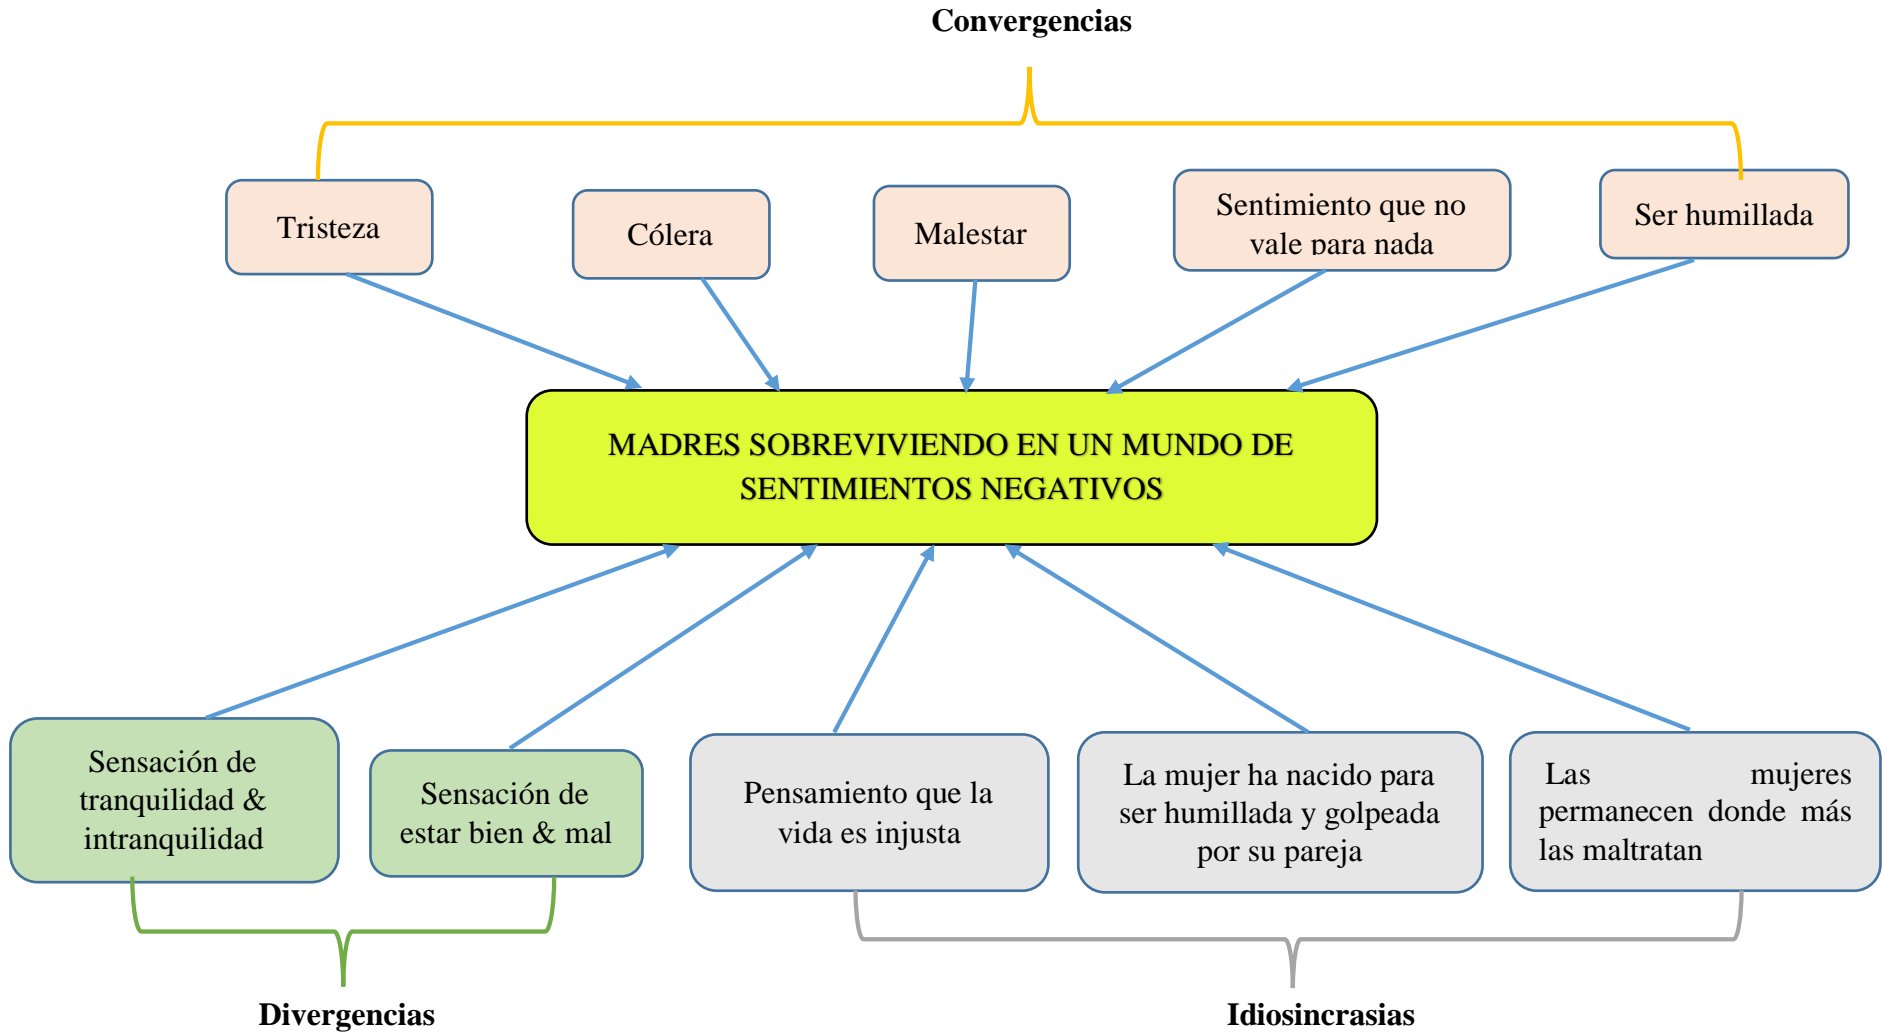 Convergencias
Tristeza
Cólera
Malestar
Sentimiento que no
vale para nada
Ser humillada
MADRES SOBREVIVIENDO EN UN MUNDO DE
SENTIMIENTOS NEGATIVOS
Sensación de
tranquilidad &
intranquilidad
Sensación de
estar bien & mal
Pensamiento que la
vida es injusta
La mujer ha nacido para
ser humillada y golpeada
por su pareja
Las mujeres
permanecen donde más
las maltratan
Divergencias
Idiosincrasias